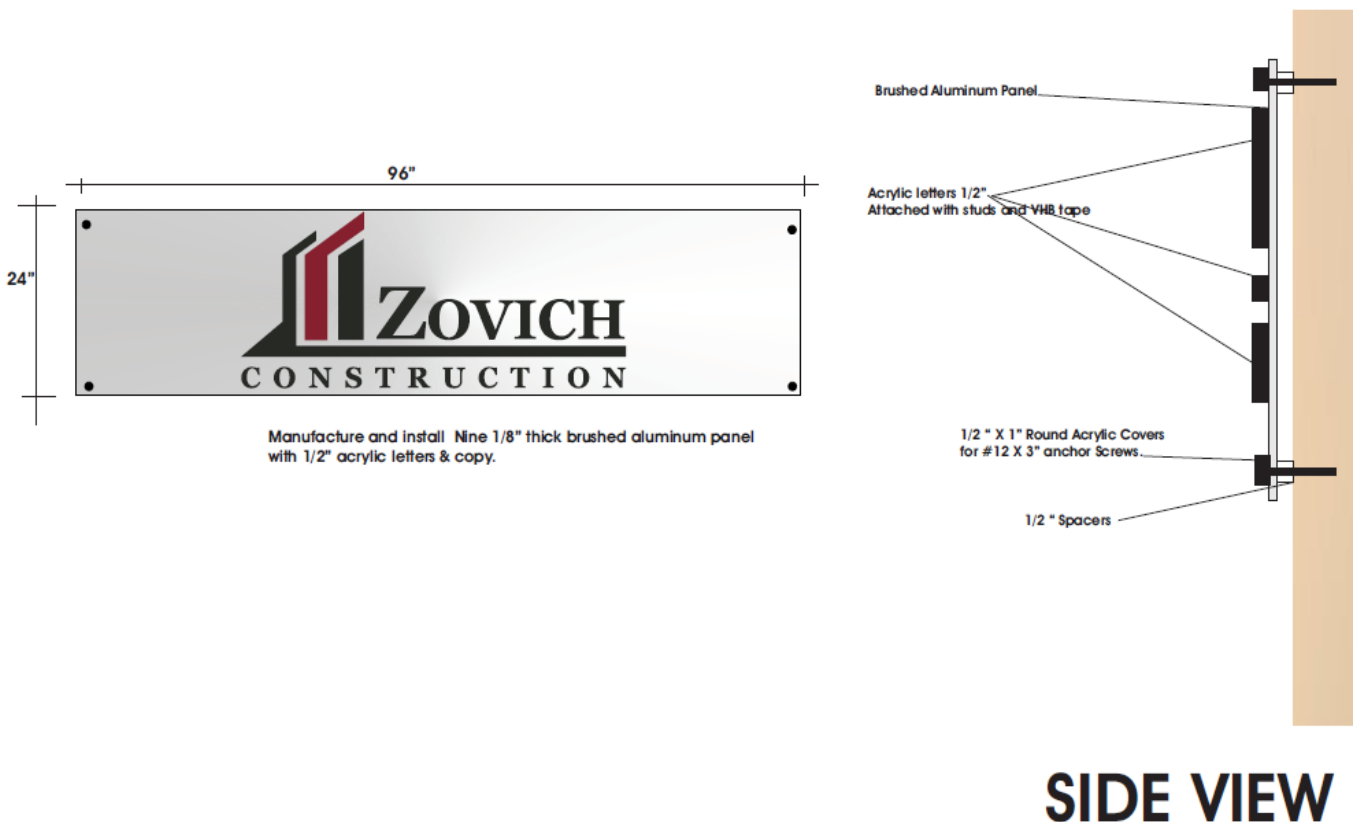 96"
24"
ZOVICH
CONSTRUCTION
Manufacture and install Nine 1/8" thick brushed aluminum panel
with 1/2" acrylic letters & copy.
Brushed Aluminum Panel
Acrylic letters 1/2"
Attached with studs and VHB tape
1/2 " X 1" Round Acrylic Covers
for #12 X 3" anchor Screws.
1/2 " Spacers
SIDE VIEW